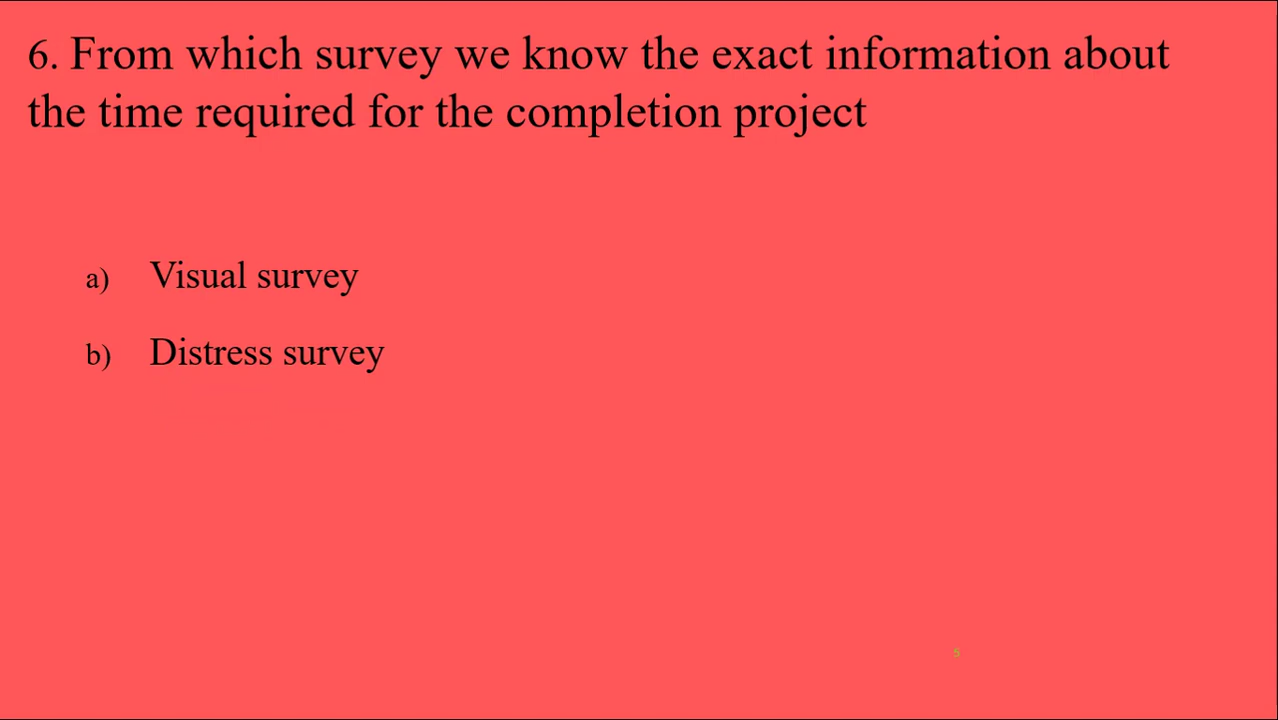 6. From which survey we know the exact information about
the time required for the completion project
a) Visual survey
b) Distress survey
5